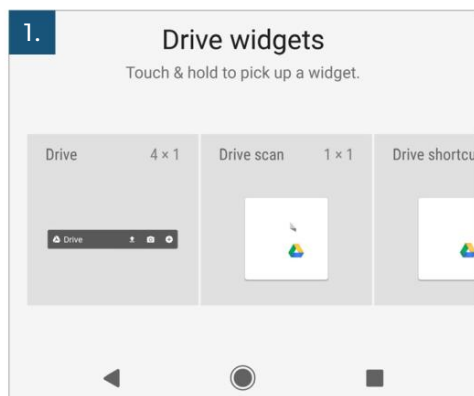 1.
Drive widgets
Touch & hold to pick up a widget.
Drive 4 × 1
Drive scan 1 × 1
Drive shortcu
Drive